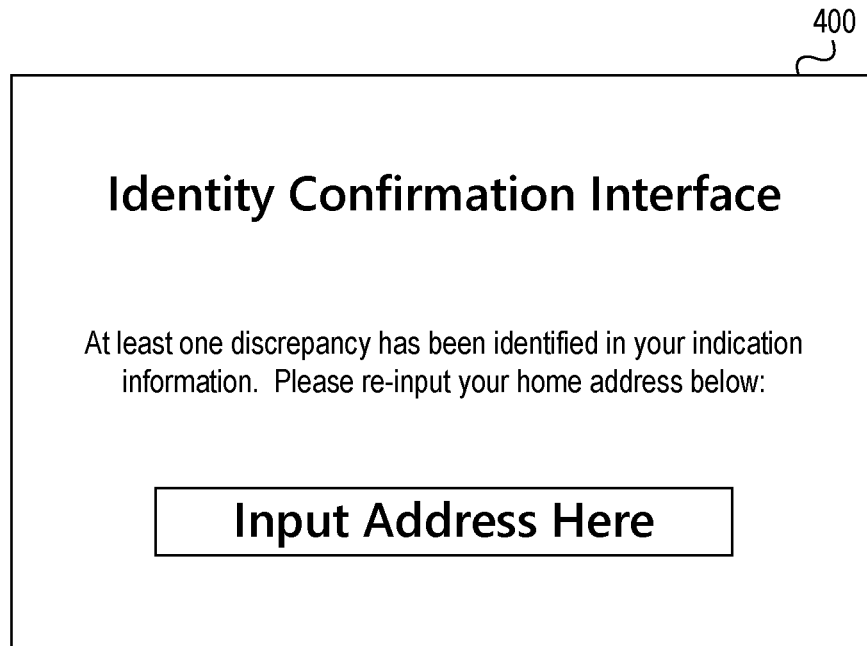 400
Identity Confirmation Interface
At least one discrepancy has been identified in your indication
information.  Please re-input your home address below:
Input Address Here